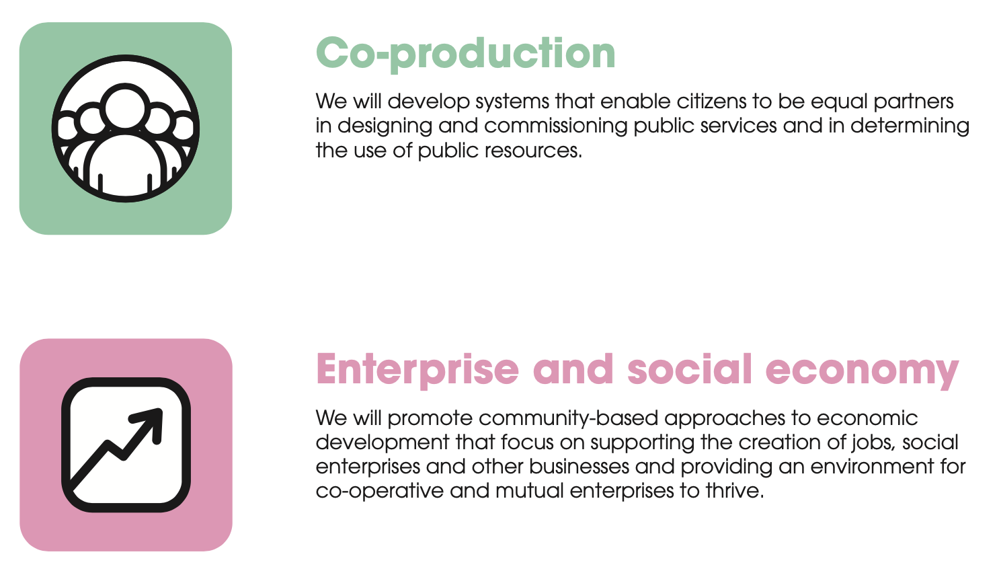 Co-production
We will develop systems that enable citizens to be equal partners
in designing and commissioning public services and in determining
the use of public resources.
Enterprise and social economy
We will promote community-based approaches to economic
development that focus on supporting the creation of jobs, social
enterprises and other businesses and providing an environment for
co-operative and mutual enterprises to thrive.